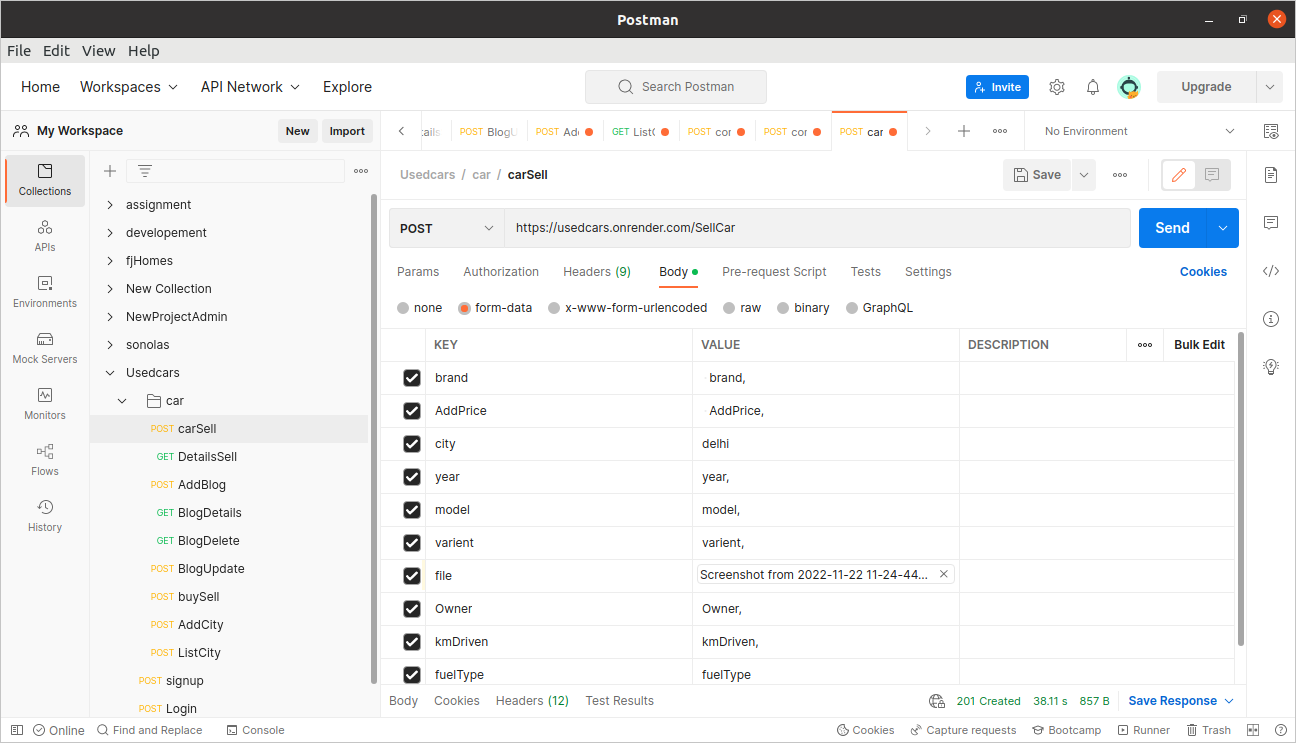 Postman
File Edit View Help
Home Workspaces API Network Explore Search Postman Invite Upgrade
My Workspace New Import
POST BlogU POST Ad GET List POST cor POST cor POST car No Environment
Collections
APIs
Environments
Mock Servers
Monitors
Flows
History
assignment
developement
fjHomes
New Collection
NewProjectAdmin
sonolas
Usedcars
car
POST carSell
GET DetailsSell
POST AddBlog
GET BlogDetails
GET BlogDelete
POST BlogUpdate
POST buySell
POST AddCity
POST ListCity
POST signup
POST Login
Usedcars / car / carSell Save
POST https://usedcars.onrender.com/SellCar Send
Params Authorization Headers (9) Body Pre-request Script Tests Settings Cookies
none form-data x-www-form-urlencoded raw binary GraphQL
KEY VALUE DESCRIPTION Bulk Edit
brand brand,
AddPrice AddPrice,
city delhi
year year,
model model,
varient varient,
file Screenshot from 2022-11-22 11-24-44...
Owner Owner,
kmDriven kmDriven,
fuelType fuelType
Body Cookies Headers (12) Test Results 201 Created 38.11 s 857 B Save Response
Online Find and Replace Console Cookies Capture requests Bootcamp Runner Trash